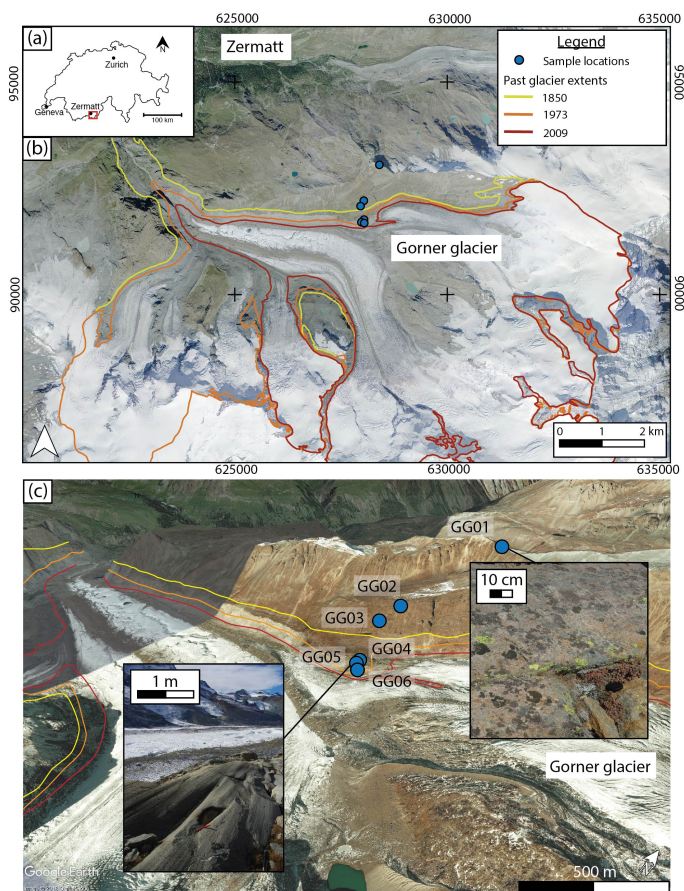 625000
630000
635000
(a)
N
Zurich
Geneva
Zermatt
100 km
Zermatt
Legend
Sample locations
Past glacier extents
1850
1973
2009
95000
95000
(b)
Gorner glacier
90000
90000
0 1 2 km
625000
630000
635000
(c)
GG01
10 cm
GG02
GG03
GG04
GG05
GG06
1 m
Gorner glacier
Google Earth
500 m